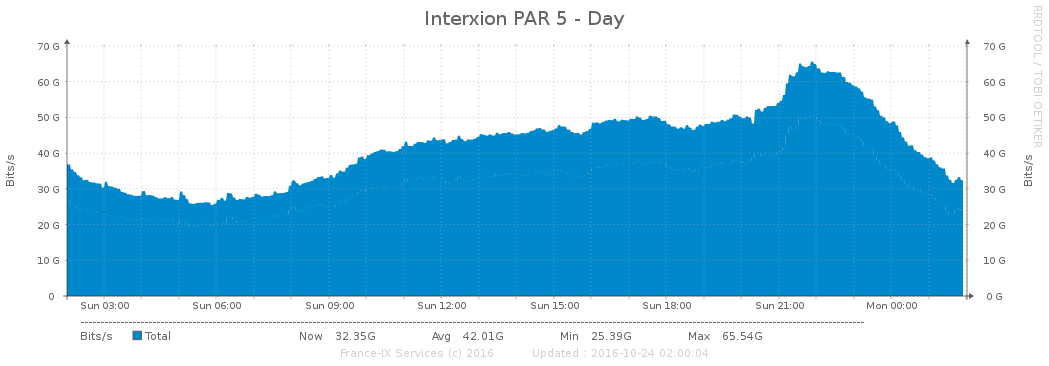 Interxion PAR 5 - Day
RRDTOOL / TOBI OETIKER
70 G 70 G
60 G 60 G
50 G 50 G
40 G 40 G
30 G 30 G
20 G 20 G
10 G 10 G
0 0 G
Bits/s
Bits/s
Sun 03:00 Sun 06:00 Sun 09:00 Sun 12:00 Sun 15:00 Sun 18:00 Sun 21:00 Mon 00:00
Bits/s Total Now 32.35G Avg 42.01G Min 25.39G Max 65.54G
France-IX Services (c) 2016 Updated : 2016-10-24 02:00:04